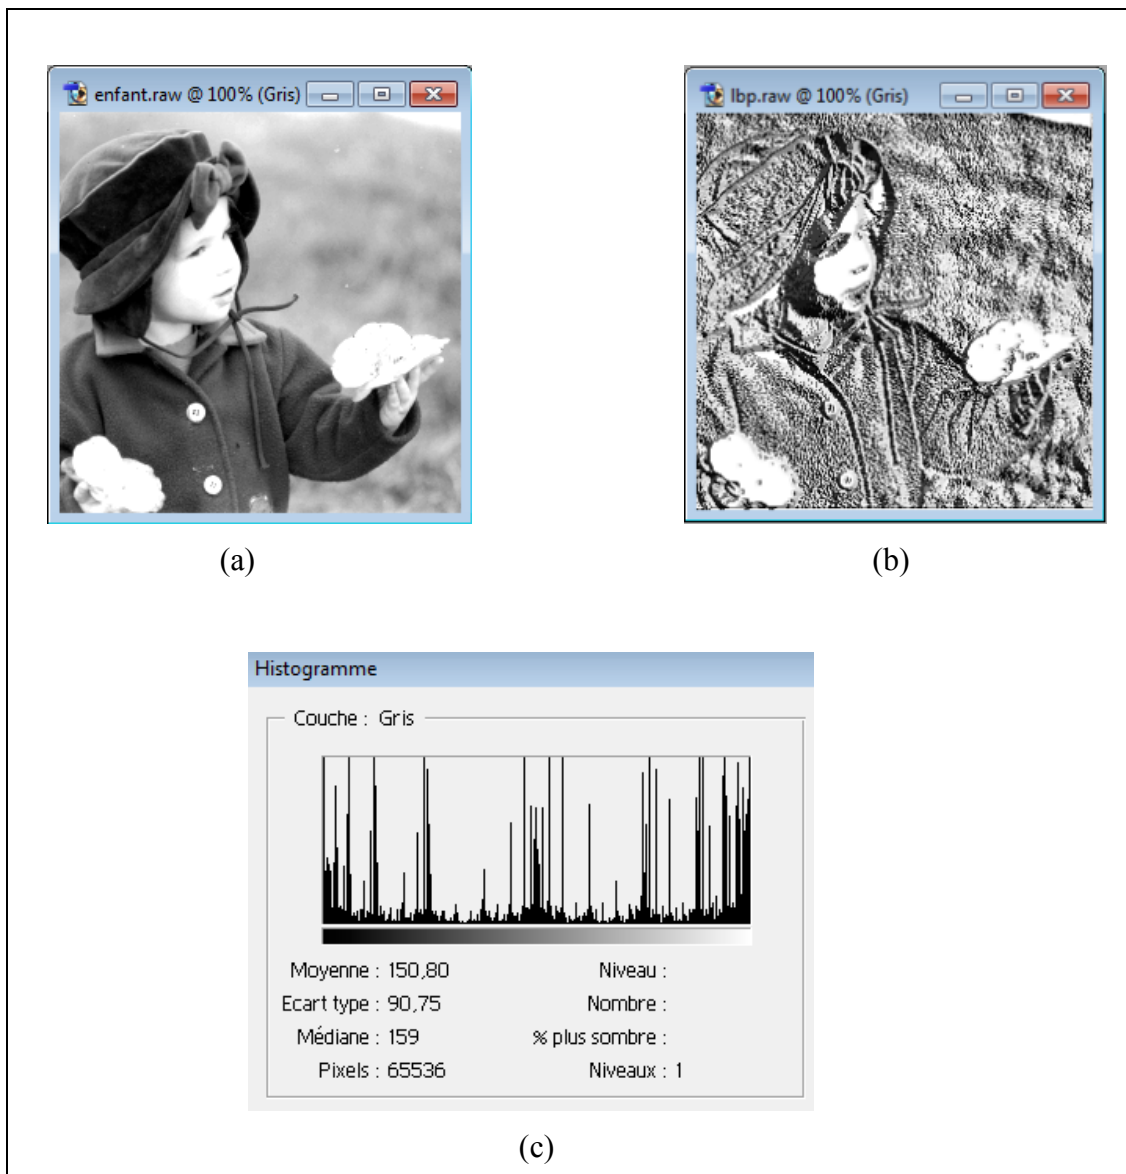 enfant.raw @ 100% (Gris)
lbp.raw @ 100% (Gris)
(a)
(b)
Histogramme
Couche : Gris
Moyenne : 150,80
Niveau :
Ecart type : 90,75
Nombre :
Médiane : 159
% plus sombre :
Pixels : 65536
Niveaux : 1
(c)